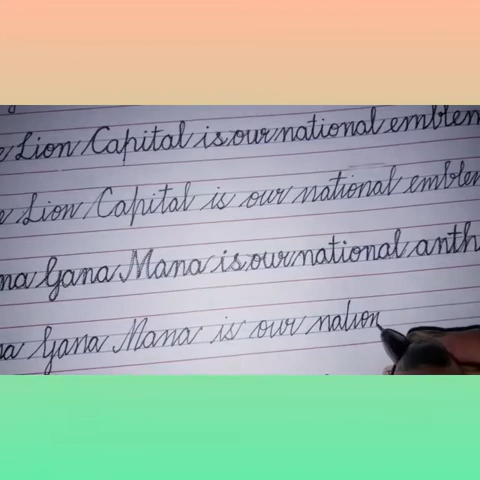 Lion Capital is our national emblem
Lion Capital is our national emblem
na Gana Mana is our national anth
a Gana Mana is our nation